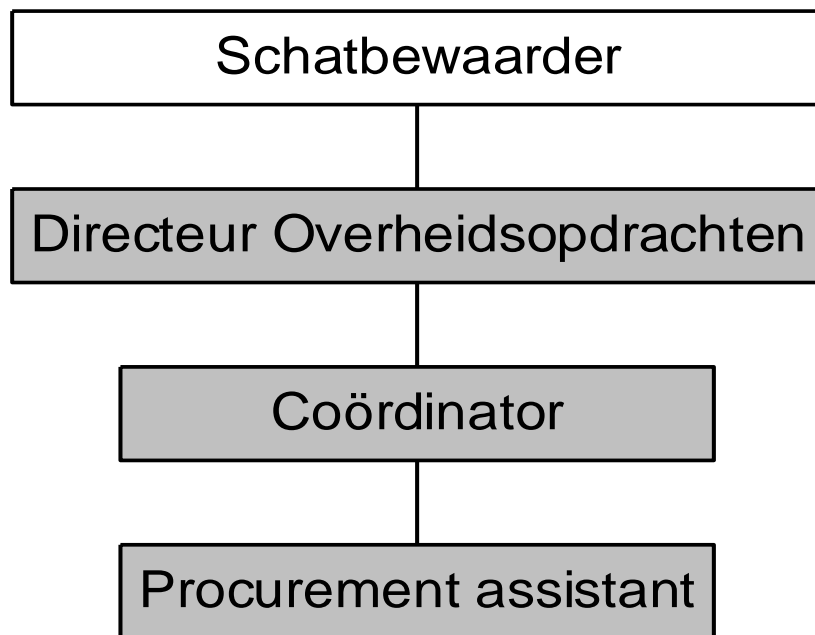 Schatbewaarder
Directeur Overheidsopdrachten
Coördinator
Procurement assistant